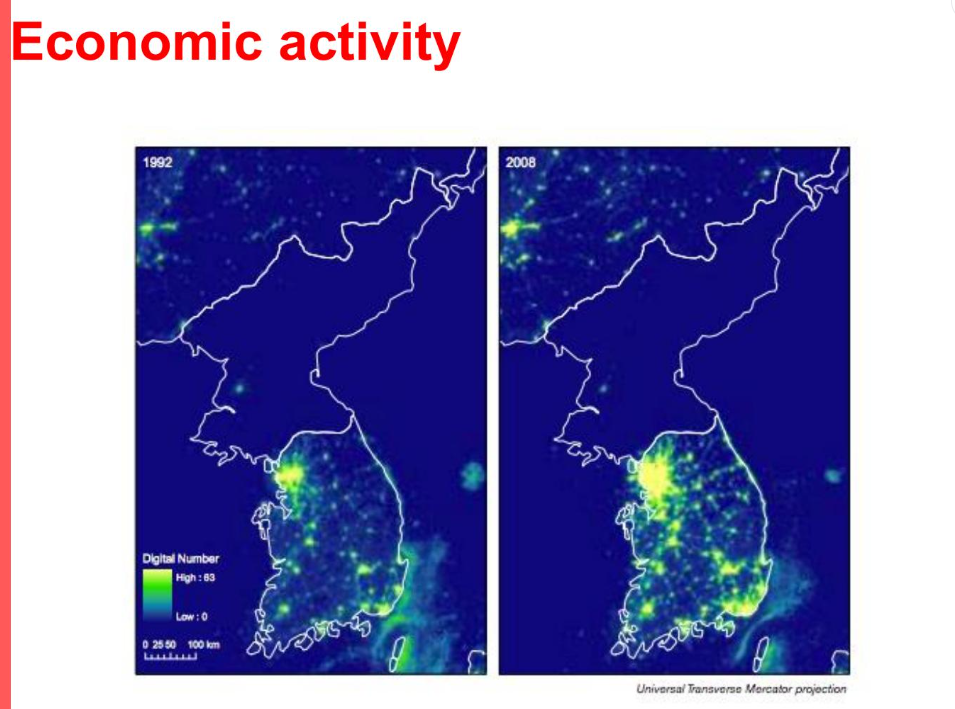 Economic activity
1992
2008
Digital Number
High : 63
Low : 0
0 25 50 100 km
Universal Transverse Mercator projection